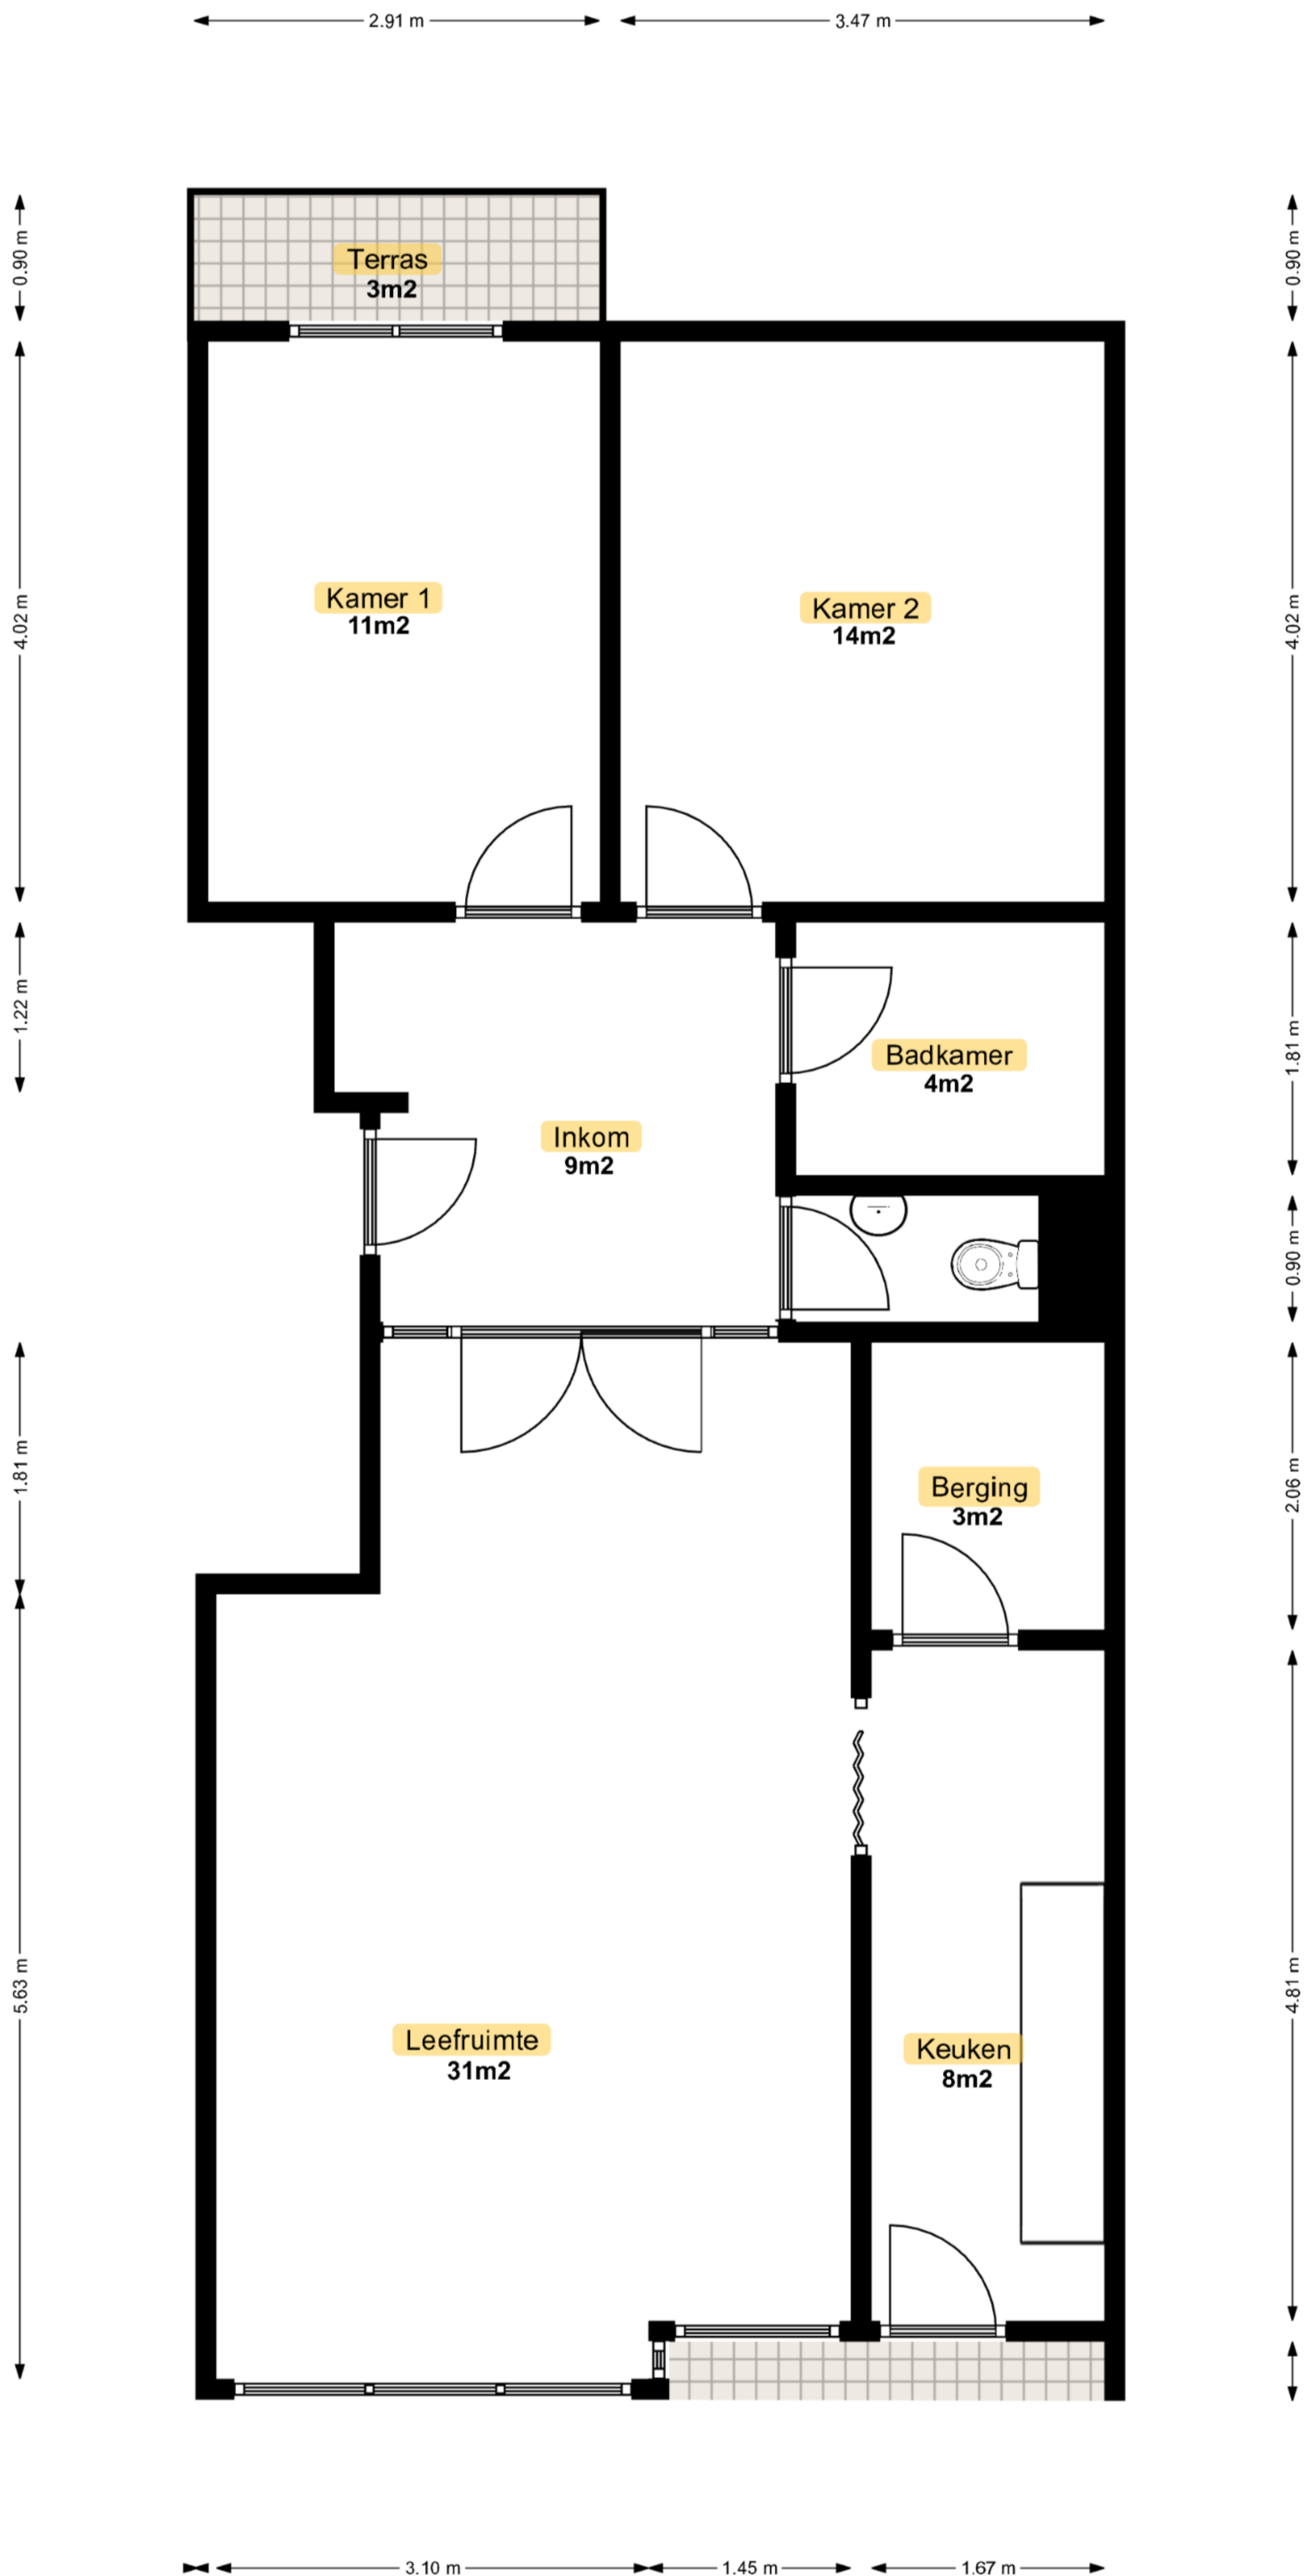 2.91 m
3.47 m
0.90 m
0.90 m
Terras
3m2
4.02 m
4.02 m
Kamer 1
11m2
Kamer 2
14m2
1.22 m
1.81 m
Badkamer
4m2
Inkom
9m2
0.90 m
1.81 m
2.06 m
Berging
3m2
5.63 m
4.81 m
Leefruimte
31m2
Keuken
8m2
3.10 m
1.45 m
1.67 m